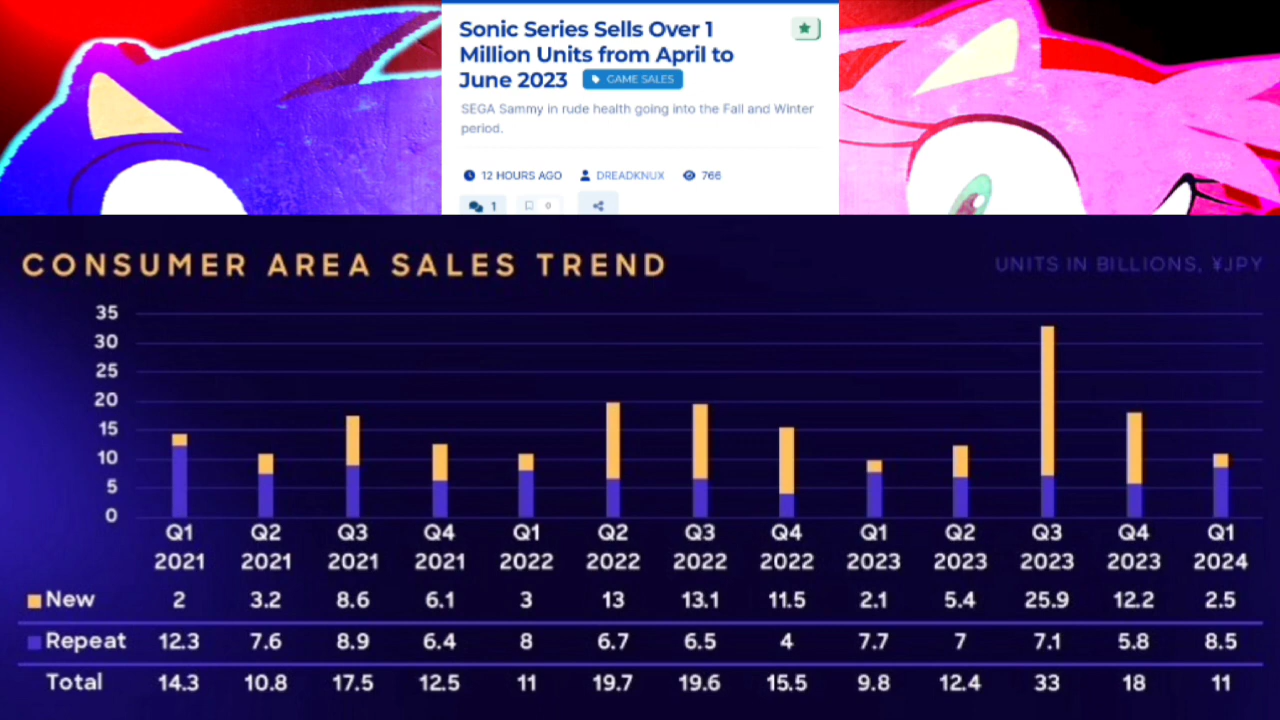 Sonic Series Sells Over 1
Million Units from April to
June 2023 GAME SALES
SEGA Sammy in rude health going into the Fall and Winter
period.
12 HOURS AGO DREADKNUX 766
1 0
CONSUMER AREA SALES TREND
UNITS IN BILLIONS, ¥JPY
35
30
25
20
15
10
5
0
Q1 Q2 Q3 Q4 Q1 Q2 Q3 Q4 Q1 Q2 Q3 Q4 Q1
2021 2021 2021 2021 2022 2022 2022 2022 2023 2023 2023 2023 2024
New 2 3.2 8.6 6.1 3 13 13.1 11.5 2.1 5.4 25.9 12.2 2.5
Repeat 12.3 7.6 8.9 6.4 8 6.7 6.5 4 7.7 7 7.1 5.8 8.5
Total 14.3 10.8 17.5 12.5 11 19.7 19.6 15.5 9.8 12.4 33 18 11